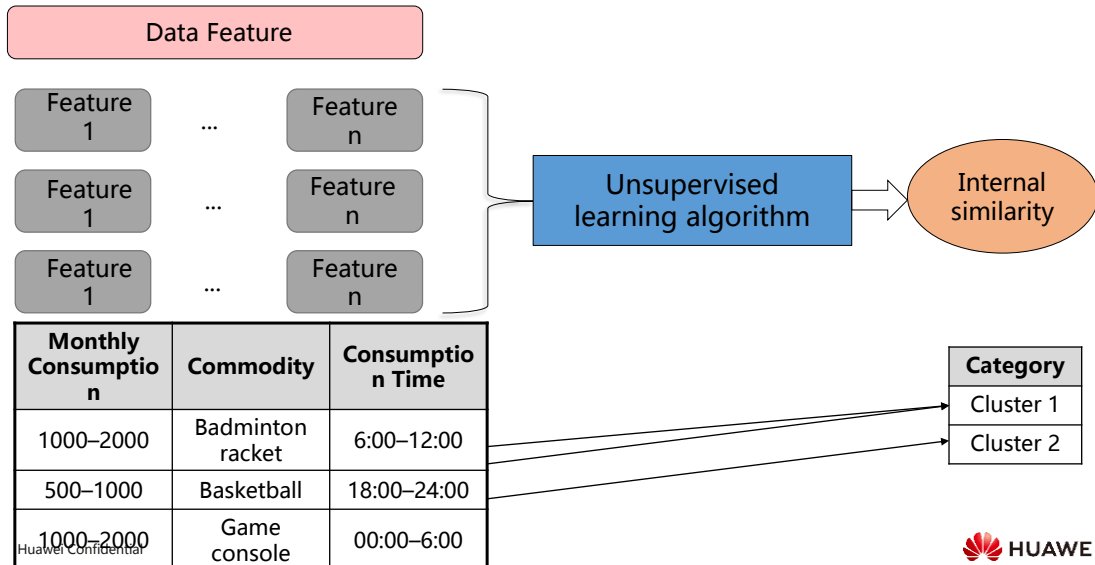 Data Feature
Feature
1
...
Feature
n
Feature
1
...
Feature
n
Unsupervised
learning algorithm
Internal
similarity
Feature
1
...
Feature
n
Monthly
Consumptio
n
Commodity
Consumptio
n Time
1000–2000
Badminton
racket
6:00–12:00
500–1000
Basketball
18:00–24:00
1000–2000
Game
console
00:00–6:00
Category
Cluster 1
Cluster 2
Huawei Confidential
HUAWE